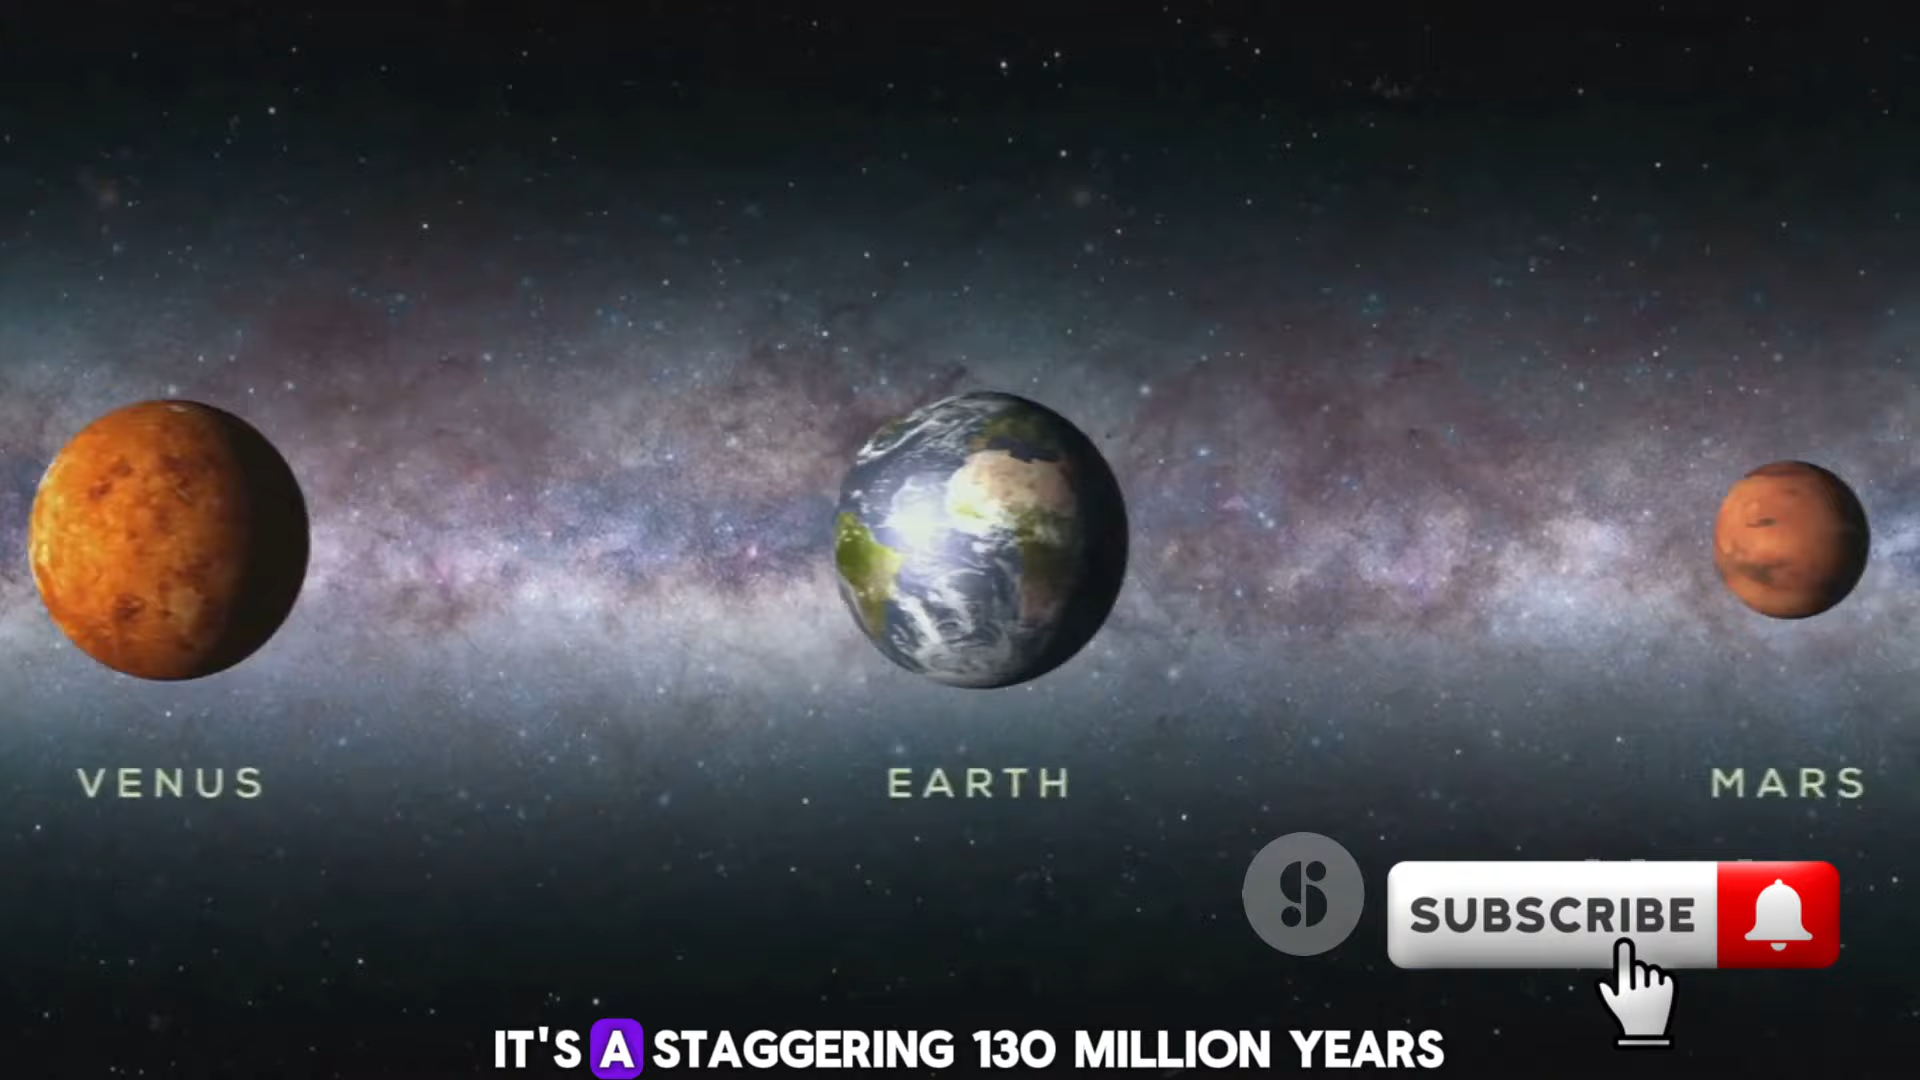 VENUS
EARTH
MARS
SUBSCRIBE
IT'S A STAGGERING 130 MILLION YEARS